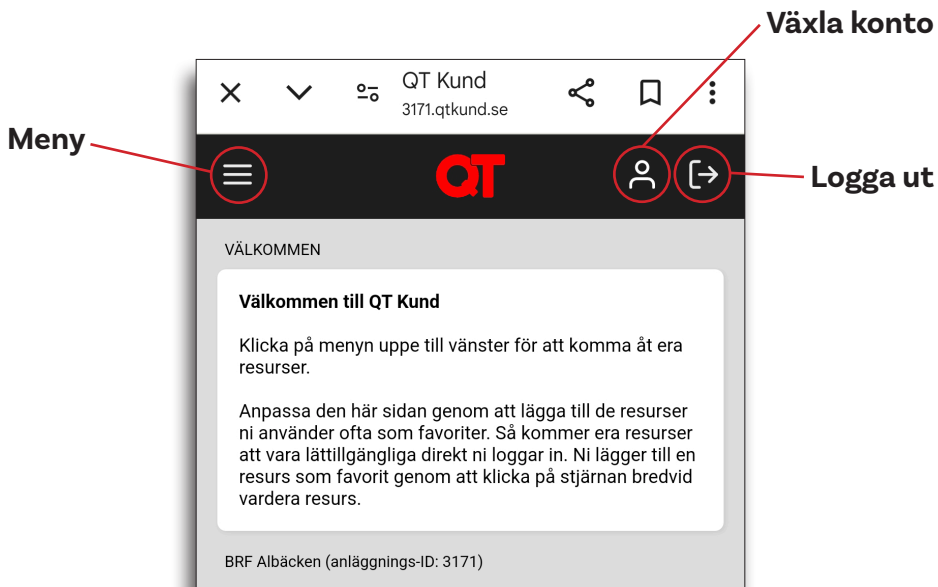 Växla konto
QT Kund
3171.qtkund.se
Meny
QT
Logga ut
VÄLKOMMEN
Välkommen till QT Kund
Klicka på menyn uppe till vänster för att komma åt era
resurser.
Anpassa den här sidan genom att lägga till de resurser
ni använder ofta som favoriter. Så kommer era resurser
att vara lättillgängliga direkt ni loggar in. Ni lägger till en
resurs som favorit genom att klicka på stjärnan bredvid
vardera resurs.
BRF Albäcken (anläggnings-ID: 3171)